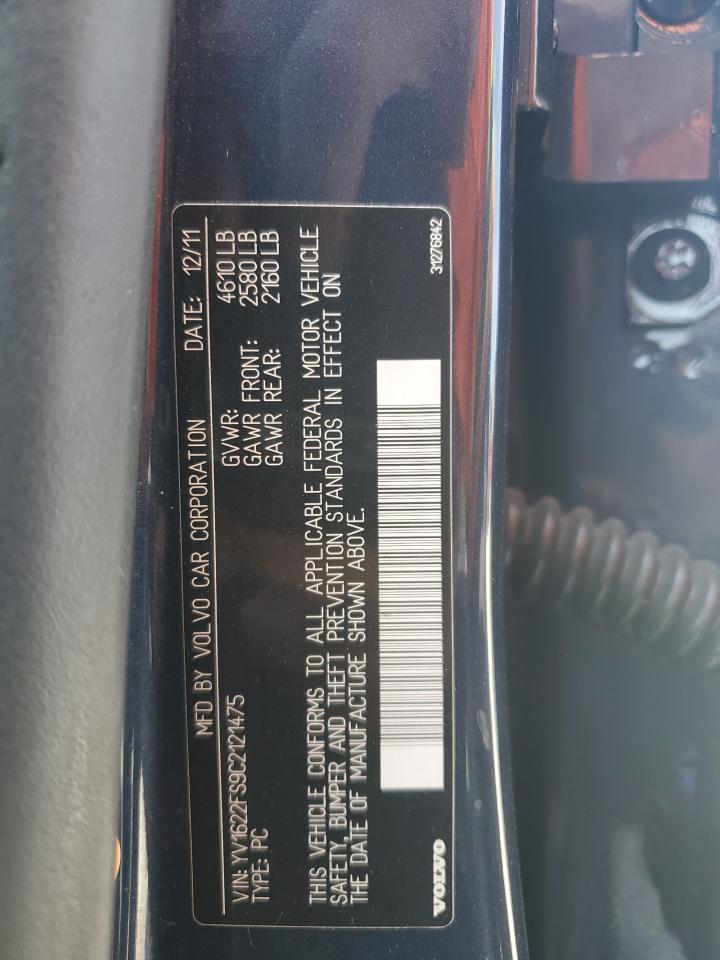 MFD BY VOLVO CAR CORPORATION DATE: 12/11
VIN: YV1622FS9C2121475 GVWR: 4610 LB
TYPE: PC GAWR FRONT: 2580 LB
GAWR REAR: 2160 LB
THIS VEHICLE CONFORMS TO ALL APPLICABLE FEDERAL MOTOR VEHICLE
SAFETY, BUMPER AND THEFT PREVENTION STANDARDS IN EFFECT ON
THE DATE OF MANUFACTURE SHOWN ABOVE.
VOLVO 31276842